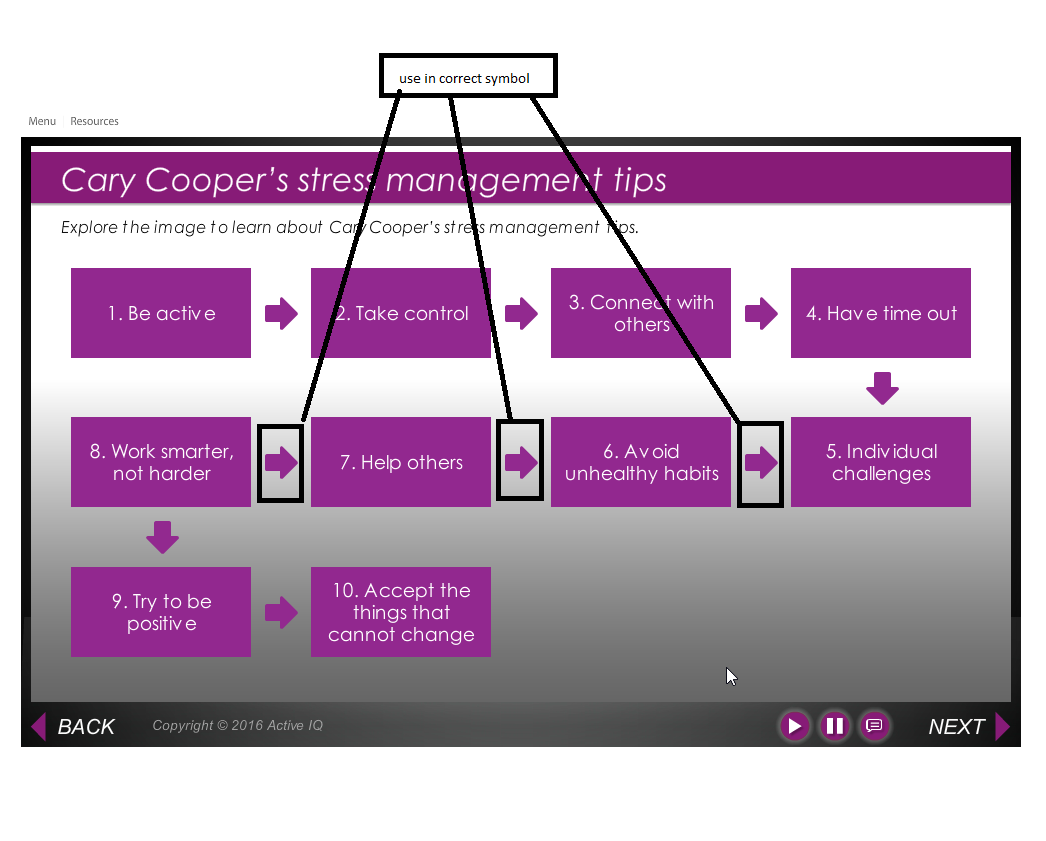 use in correct symbol
Menu
Resources
Cary Cooper's stress management tips
Explore the image to learn about Cary Cooper's stress management tips.
1. Be active
2. Take control
3. Connect with
others
4. Have time out
8. Work smarter,
not harder
7. Help others
6. Avoid
unhealthy habits
5. Individual
challenges
9. Try to be
positive
10. Accept the
things that
cannot change
BACK
Copyright © 2016 Active IQ
NEXT